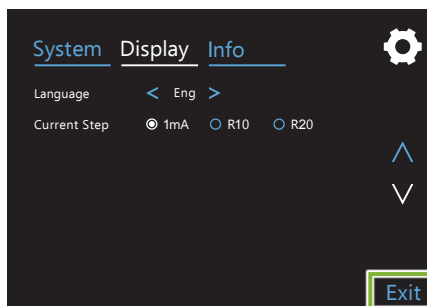 System Display Info
Language < Eng >
Current Step 1mA R10 R20
Exit